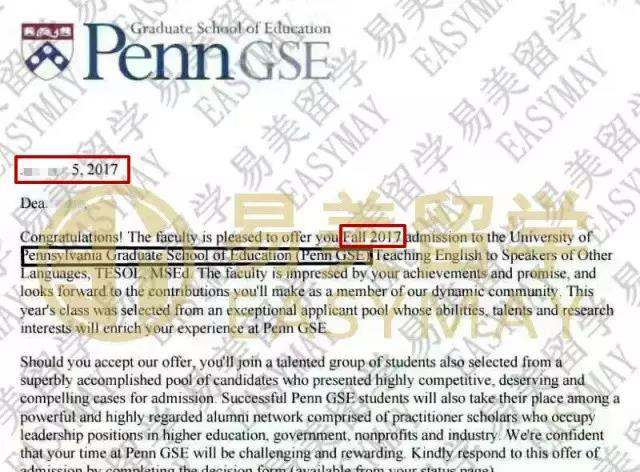 Graduate School of Education
Penn GSE
5, 2017
Dea
Congratulations! The faculty is pleased to offer you Fall 2017 admission to the University of
Pennsylvania Graduate School of Education (Penn GSE) Teaching English to Speakers of Other
Languages, TESOL, MSEd. The faculty is impressed by your achievements and promise, and
looks forward to the contributions you'll make as a member of our dynamic community. This
year's class was selected from an exceptional applicant pool whose abilities, talents and research
interests will enrich your experience at Penn GSE.
Should you accept our offer, you'll join a talented group of students also selected from a
superbly accomplished pool of candidates who presented highly competitive, deserving and
compelling cases for admission. Successful Penn GSE students will also take their place among a
powerful and highly regarded alumni network comprised of practitioner scholars who occupy
leadership positions in higher education, government, nonprofits and industry. We're confident
that your time at Penn GSE will be challenging and rewarding. Kindly respond to this offer of
admission by completing the decision form (available from your status page)
易美留学
EASYMAY